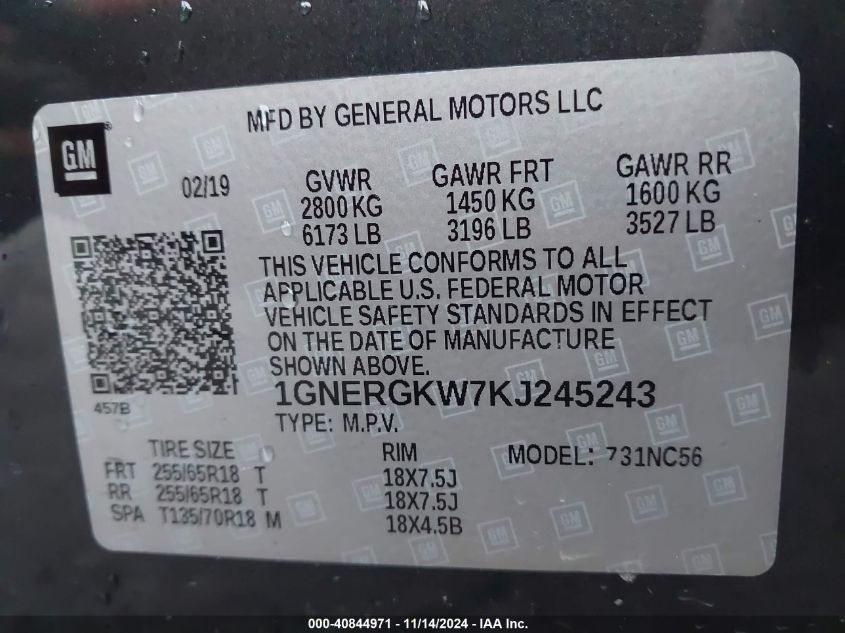 MFD BY GENERAL MOTORS LLC
GM
02/19
GVWR GAWR FRT GAWR RR
2800 KG 1450 KG 1600 KG
6173 LB 3196 LB 3527 LB
THIS VEHICLE CONFORMS TO ALL
APPLICABLE U.S. FEDERAL MOTOR
VEHICLE SAFETY STANDARDS IN EFFECT
ON THE DATE OF MANUFACTURE
SHOWN ABOVE.
457B
1GNERGKW7KJ245243
TYPE: M.P.V.
TIRE SIZE RIM MODEL: 731NC56
FRT 255/65R18 T 18X7.5J
RR 255/65R18 T 18X7.5J
SPA T135/70R18 M 18X4.5B
000-40844971 - 11/14/2024 - IAA Inc.